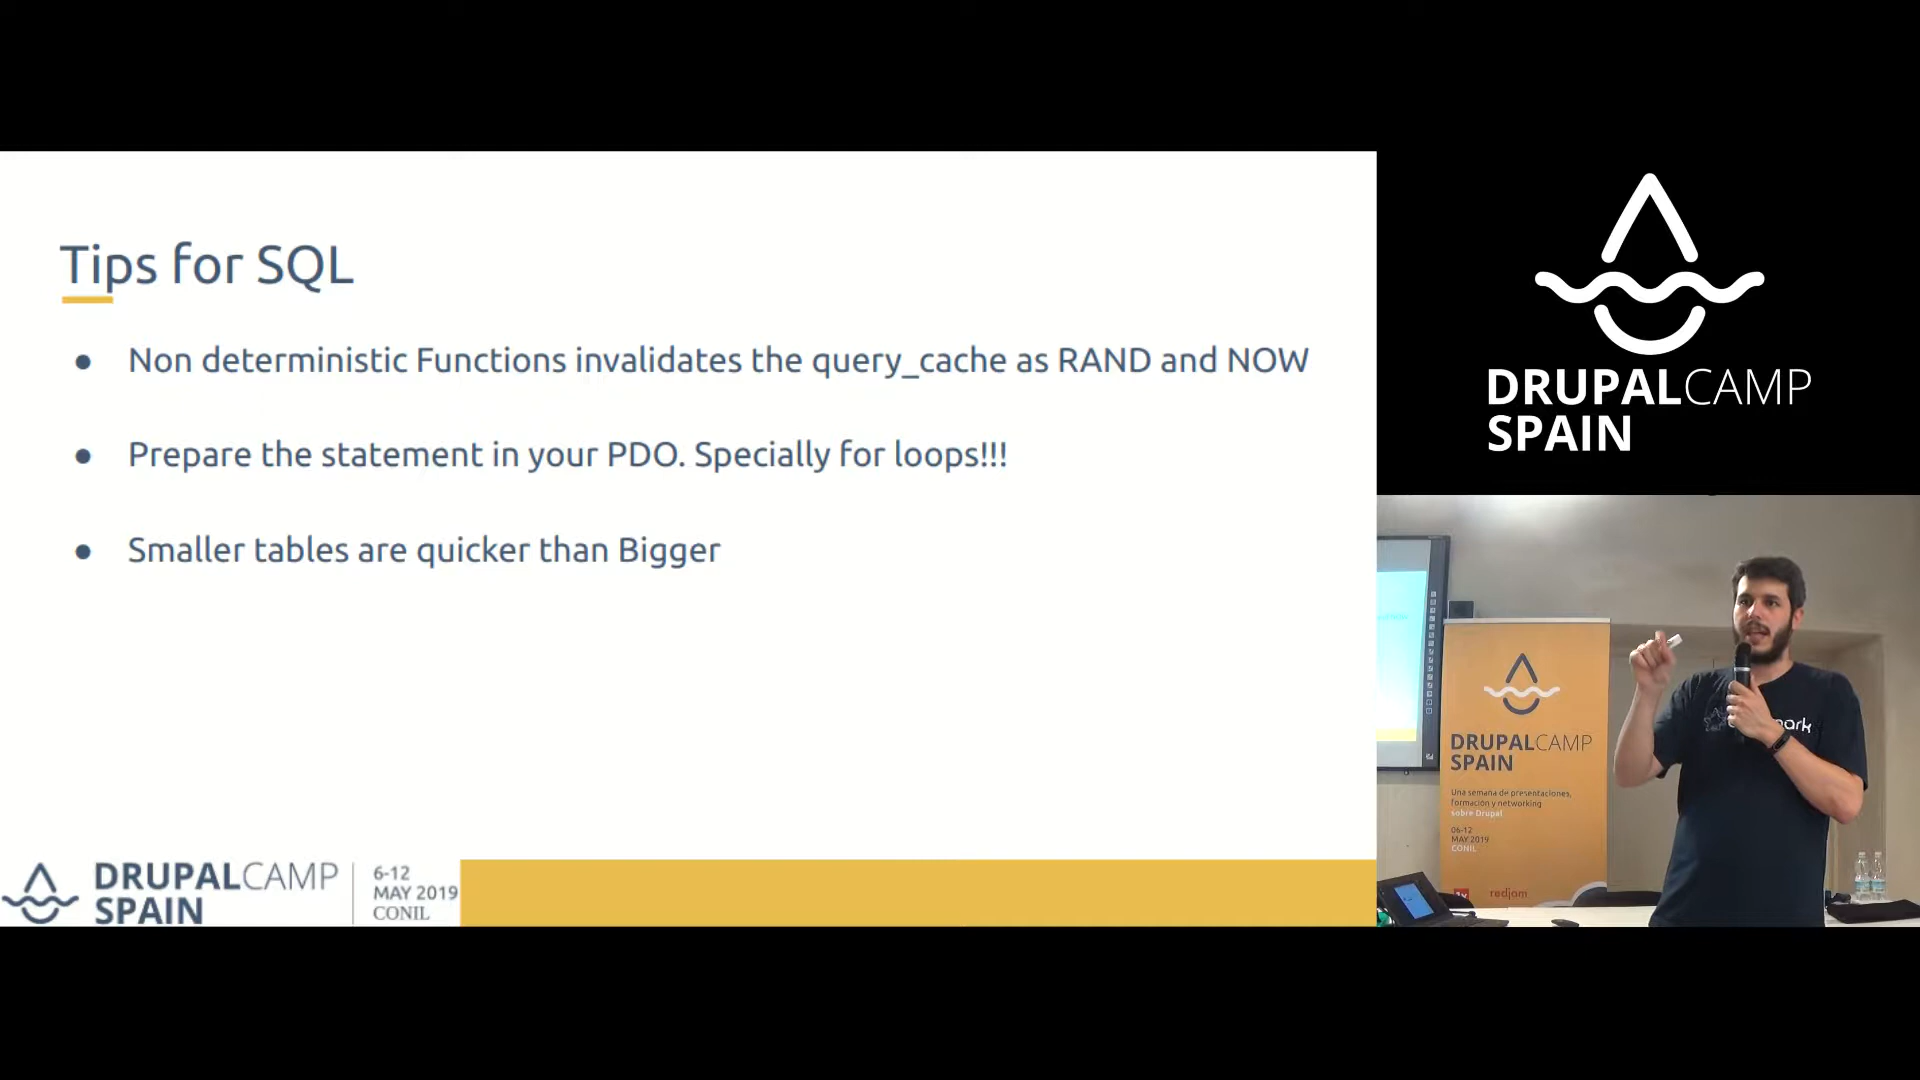 Tips for SQL
● Non deterministic Functions invalidates the query_cache as RAND and NOW
● Prepare the statement in your PDO. Specially for loops!!!
● Smaller tables are quicker than Bigger
DRUPALCAMP
SPAIN
6-12
MAY 2019
CONIL
DRUPALCAMP
SPAIN
DRUPALCAMP
SPAIN
Una semana de presentaciones,
formación y networking
sobre Drupal
06-12
MAY 2019
CONIL
1x
redjam